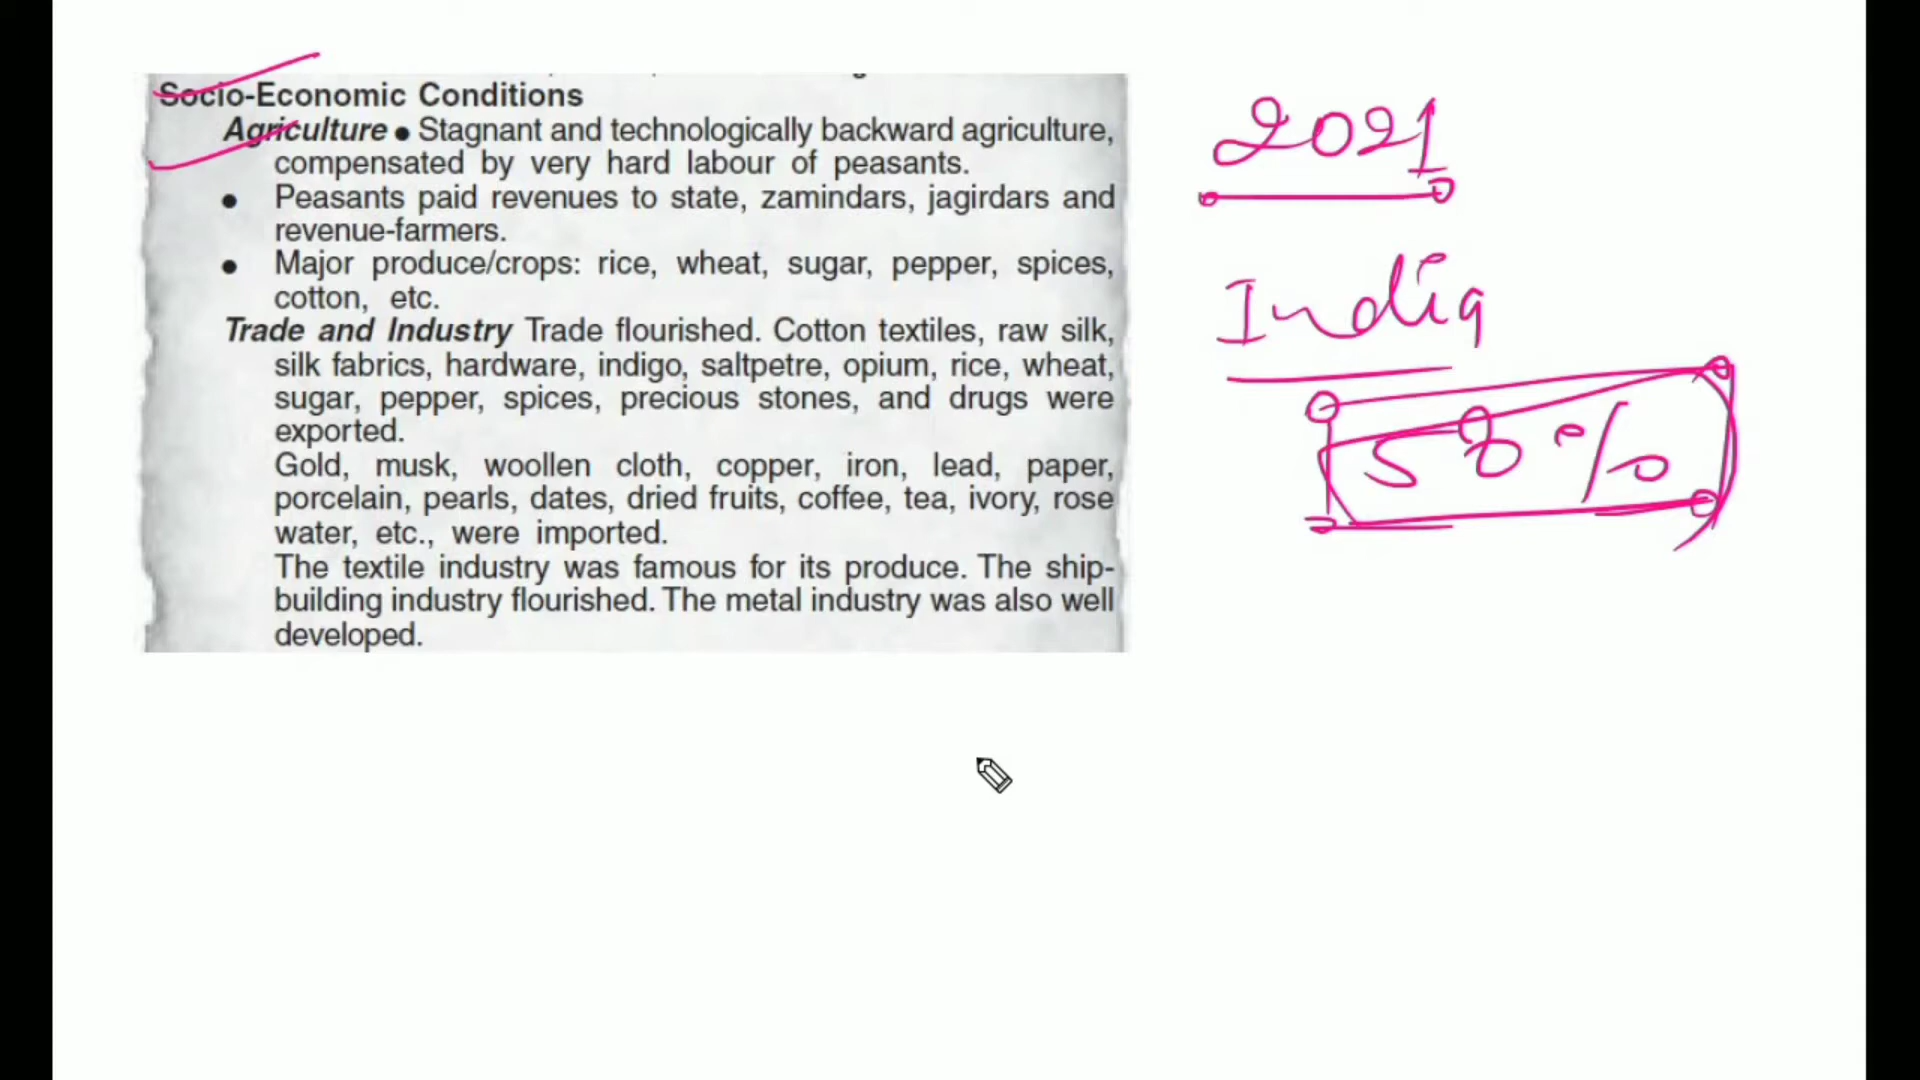 Socio-Economic Conditions
Agriculture ● Stagnant and technologically backward agriculture,
compensated by very hard labour of peasants.
● Peasants paid revenues to state, zamindars, jagirdars and
revenue-farmers.
● Major produce/crops: rice, wheat, sugar, pepper, spices,
cotton, etc.
Trade and Industry Trade flourished. Cotton textiles, raw silk,
silk fabrics, hardware, indigo, saltpetre, opium, rice, wheat,
sugar, pepper, spices, precious stones, and drugs were
exported.
Gold, musk, woollen cloth, copper, iron, lead, paper,
porcelain, pearls, dates, dried fruits, coffee, tea, ivory, rose
water, etc., were imported.
The textile industry was famous for its produce. The ship-
building industry flourished. The metal industry was also well
developed.
2021
India
58%